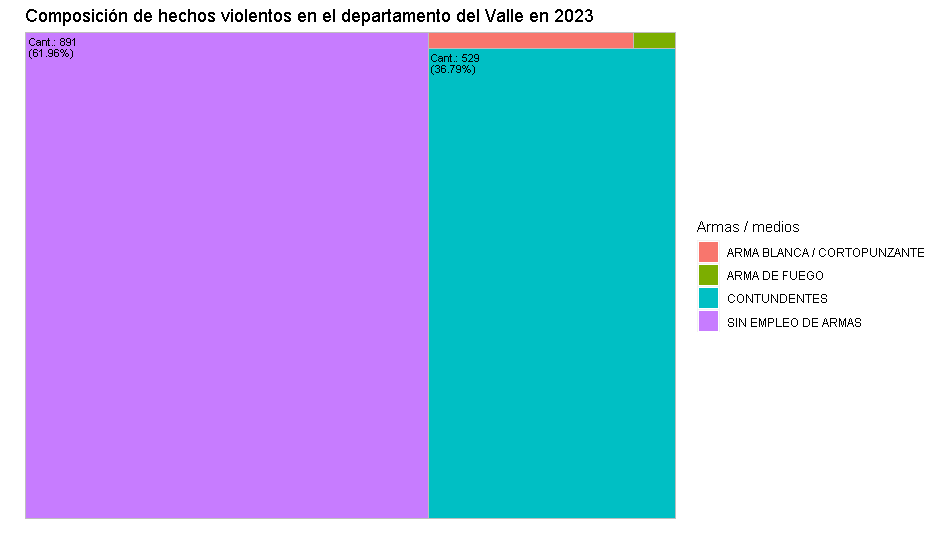 Composición de hechos violentos en el departamento del Valle en 2023
Cant.: 891
(61.96%)
Cant.: 529
(36.79%)
Armas / medios
ARMA BLANCA / CORTOPUNZANTE
ARMA DE FUEGO
CONTUNDENTES
SIN EMPLEO DE ARMAS